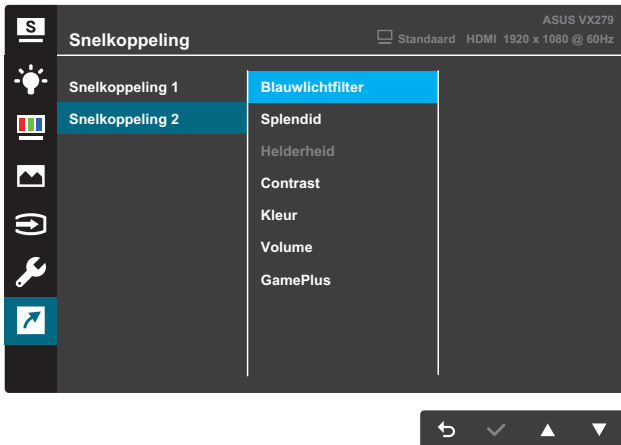 S
ASUS VX279
Snelkoppeling
Standaard HDMI 1920 x 1080 @ 60Hz
Snelkoppeling 1
Blauwlichtfilter
Snelkoppeling 2
Splendid
Helderheid
Contrast
Kleur
Volume
GamePlus